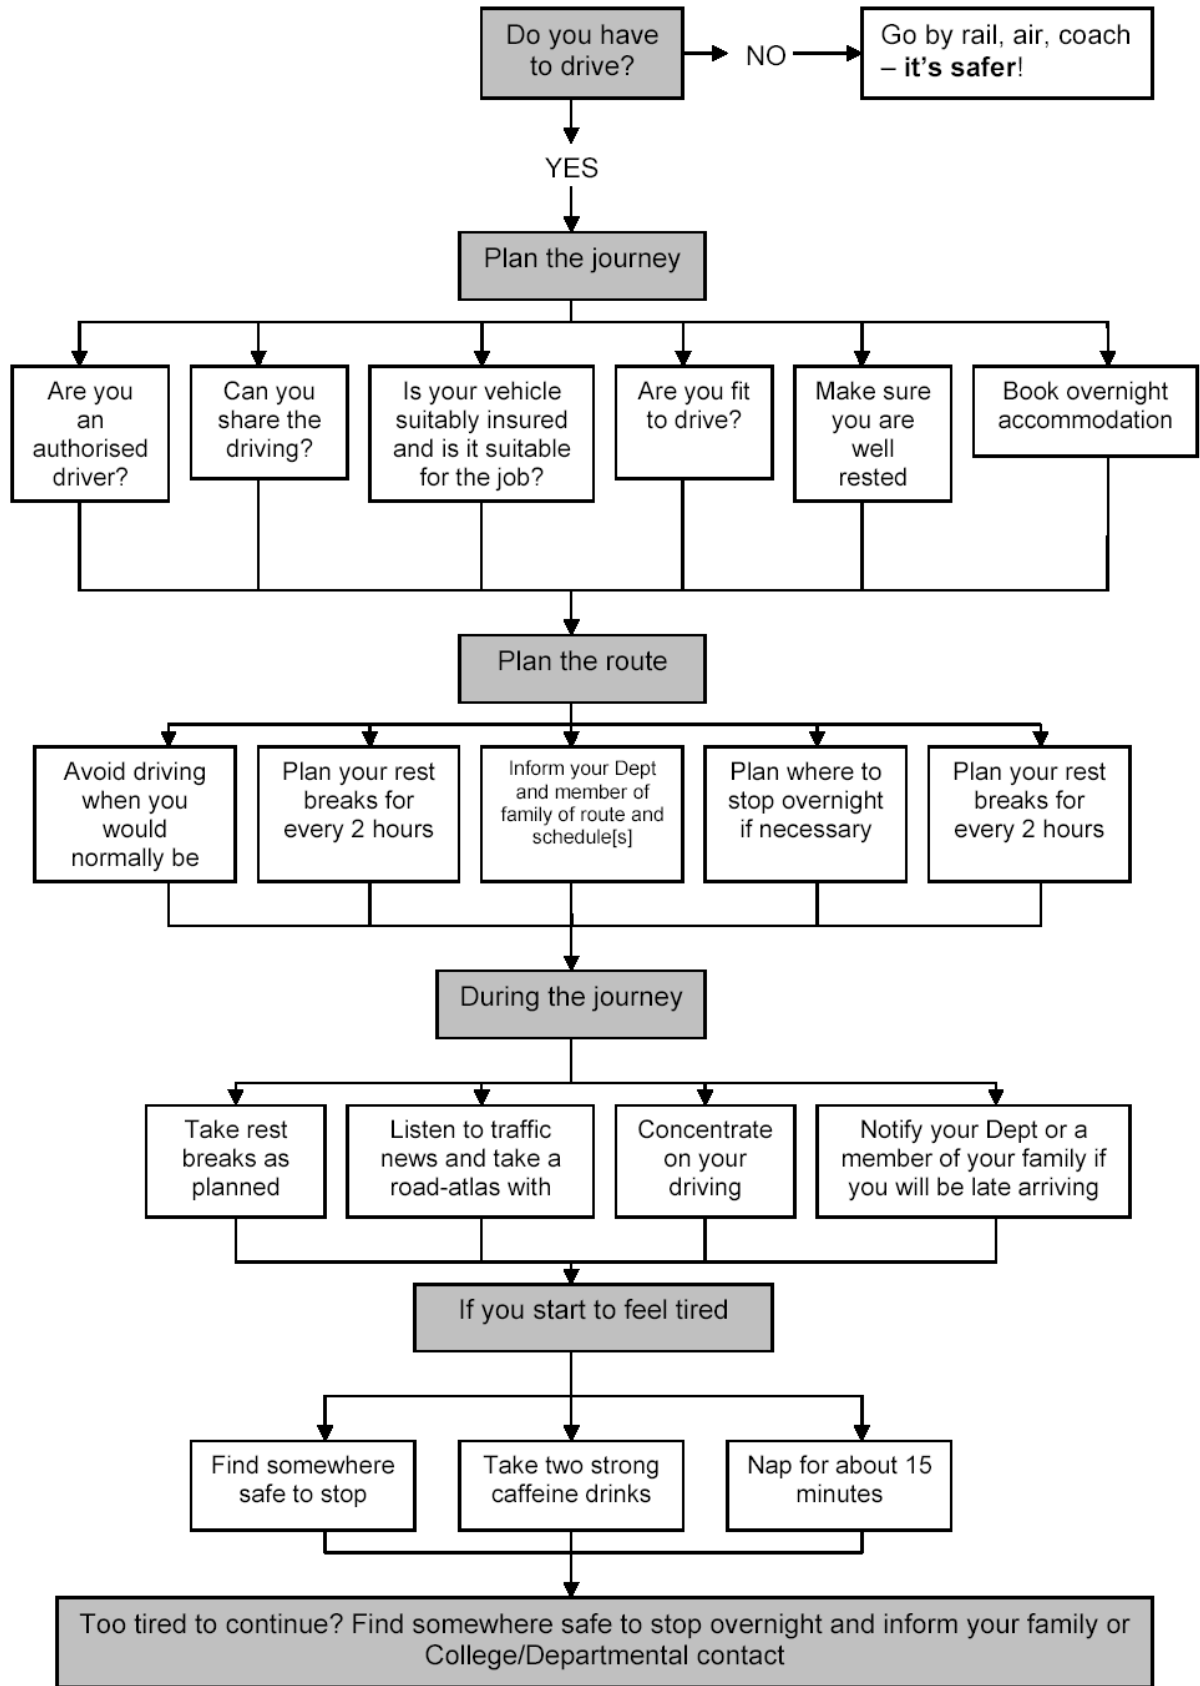 Do you have
to drive?
NO
Go by rail, air, coach
– it's safer!
YES
Plan the journey
Are you
an
authorised
driver?
Can you
share the
driving?
Is your vehicle
suitably insured
and is it suitable
for the job?
Are you fit
to drive?
Make sure
you are
well
rested
Book overnight
accommodation
Plan the route
Avoid driving
when you
would
normally be
Plan your rest
breaks for
every 2 hours
Inform your Dept
and member of
family of route and
schedule[s]
Plan where to
stop overnight
if necessary
Plan your rest
breaks for
every 2 hours
During the journey
Take rest
breaks as
planned
Listen to traffic
news and take a
road-atlas with
Concentrate
on your
driving
Notify your Dept or a
member of your family if
you will be late arriving
If you start to feel tired
Find somewhere
safe to stop
Take two strong
caffeine drinks
Nap for about 15
minutes
Too tired to continue? Find somewhere safe to stop overnight and inform your family or
College/Departmental contact